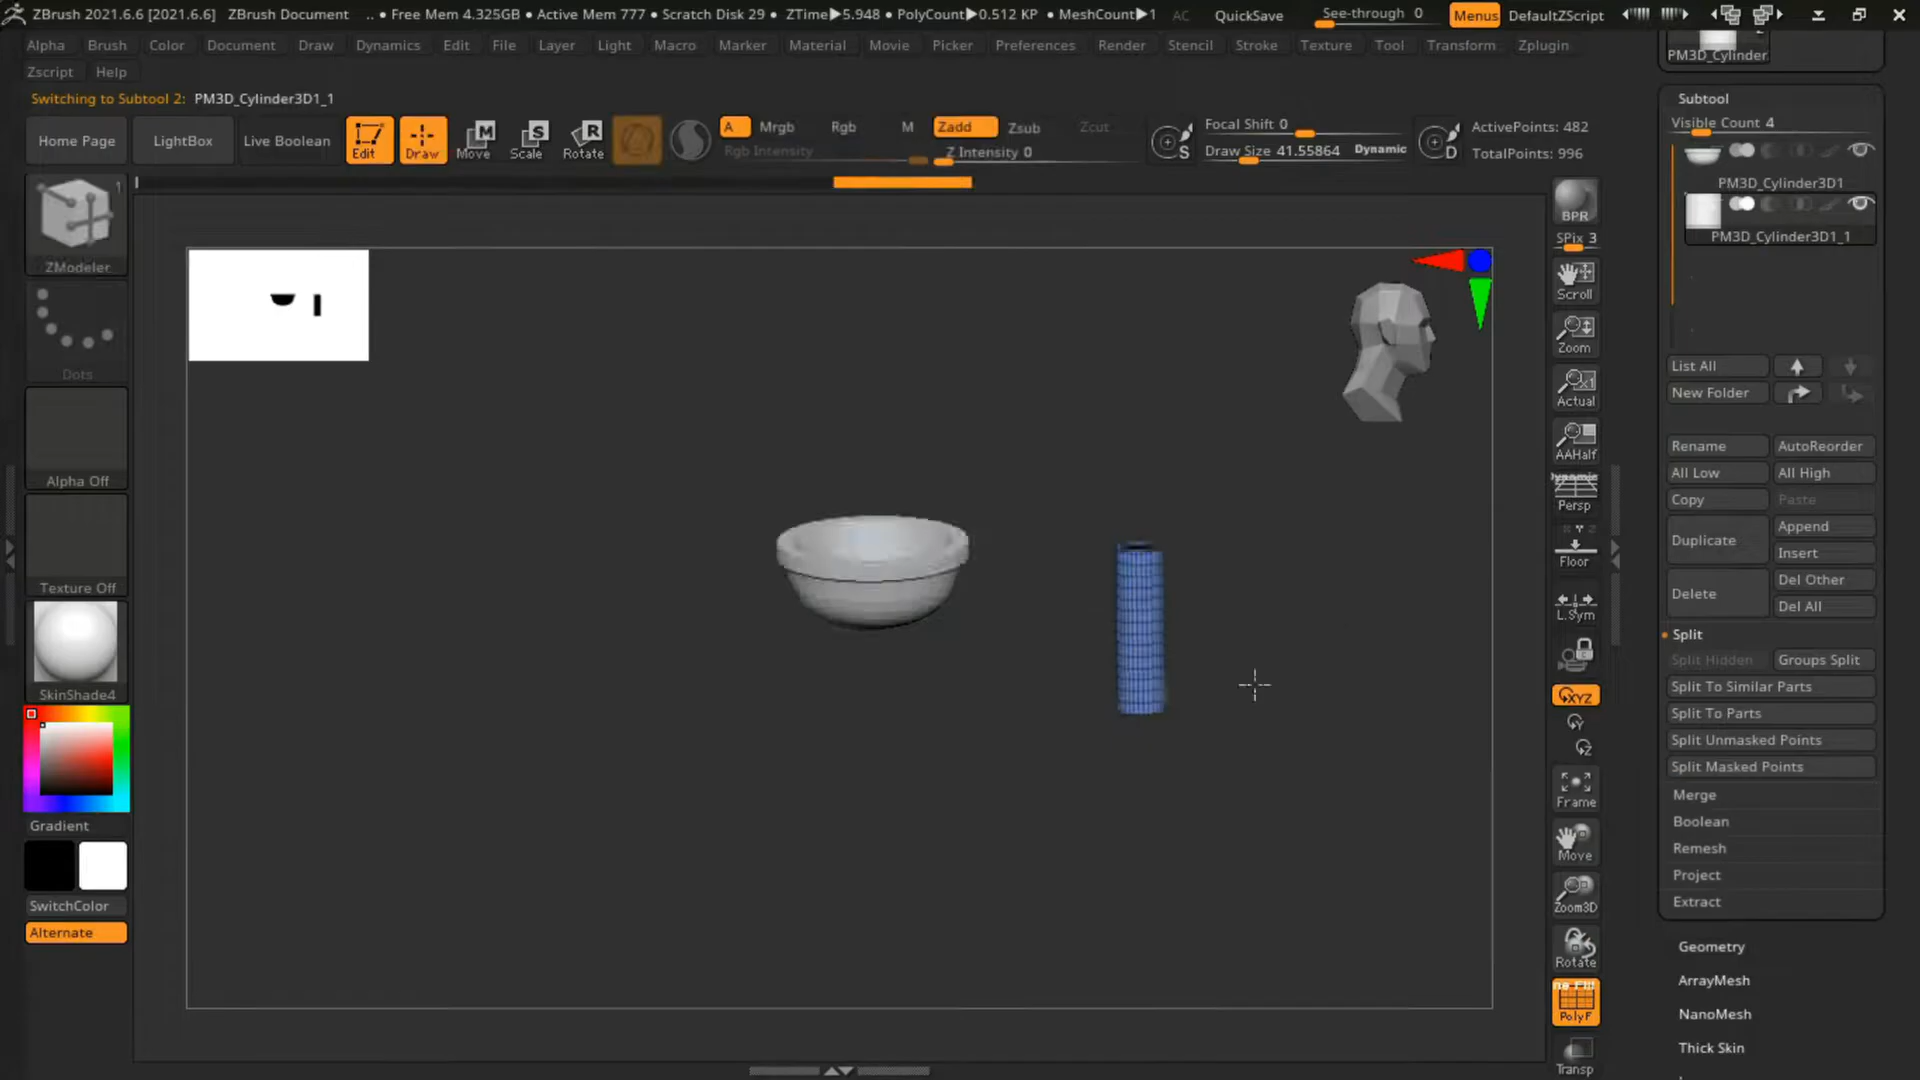 ZBrush 2021.6.6 [2021.6.6] ZBrush Document .. • Free Mem 4.325GB • Active Mem 777 • Scratch Disk 29 • ZTime▶5.948 • PolyCount▶0.512 KP • MeshCount▶1 AC QuickSave See-through 0 Menus DefaultZScript
Alpha Brush Color Document Draw Dynamics Edit File Layer Light Macro Marker Material Movie Picker Preferences Render Stencil Stroke Texture Tool Transform Zplugin
Zscript Help
Switching to Subtool 2: PM3D_Cylinder3D1_1
Home Page LightBox Live Boolean Edit Draw Move Scale Rotate
A Mrgb Rgb M Zadd Zsub Zcut
Rgb Intensity Z Intensity 0
Focal Shift 0
Draw Size 41.55864 Dynamic
ActivePoints: 482
TotalPoints: 996
1
ZModeler
Dots
Alpha Off
Texture Off
SkinShade4
Gradient
SwitchColor
Alternate
BPR
SPix 3
Scroll
Zoom
Actual
AAHalf
Dynamic
Persp
Floor
L.Sym
XYZ
Y
Z
Frame
Move
Zoom3D
Rotate
PolyF
Transp
PM3D_Cylinder
Subtool
Visible Count 4
PM3D_Cylinder3D1
PM3D_Cylinder3D1_1
List All
New Folder
Rename AutoReorder
All Low All High
Copy Paste
Duplicate Append
Insert
Delete Del Other
Del All
Split
Split Hidden Groups Split
Split To Similar Parts
Split To Parts
Split Unmasked Points
Split Masked Points
Merge
Boolean
Remesh
Project
Extract
Geometry
ArrayMesh
NanoMesh
Thick Skin